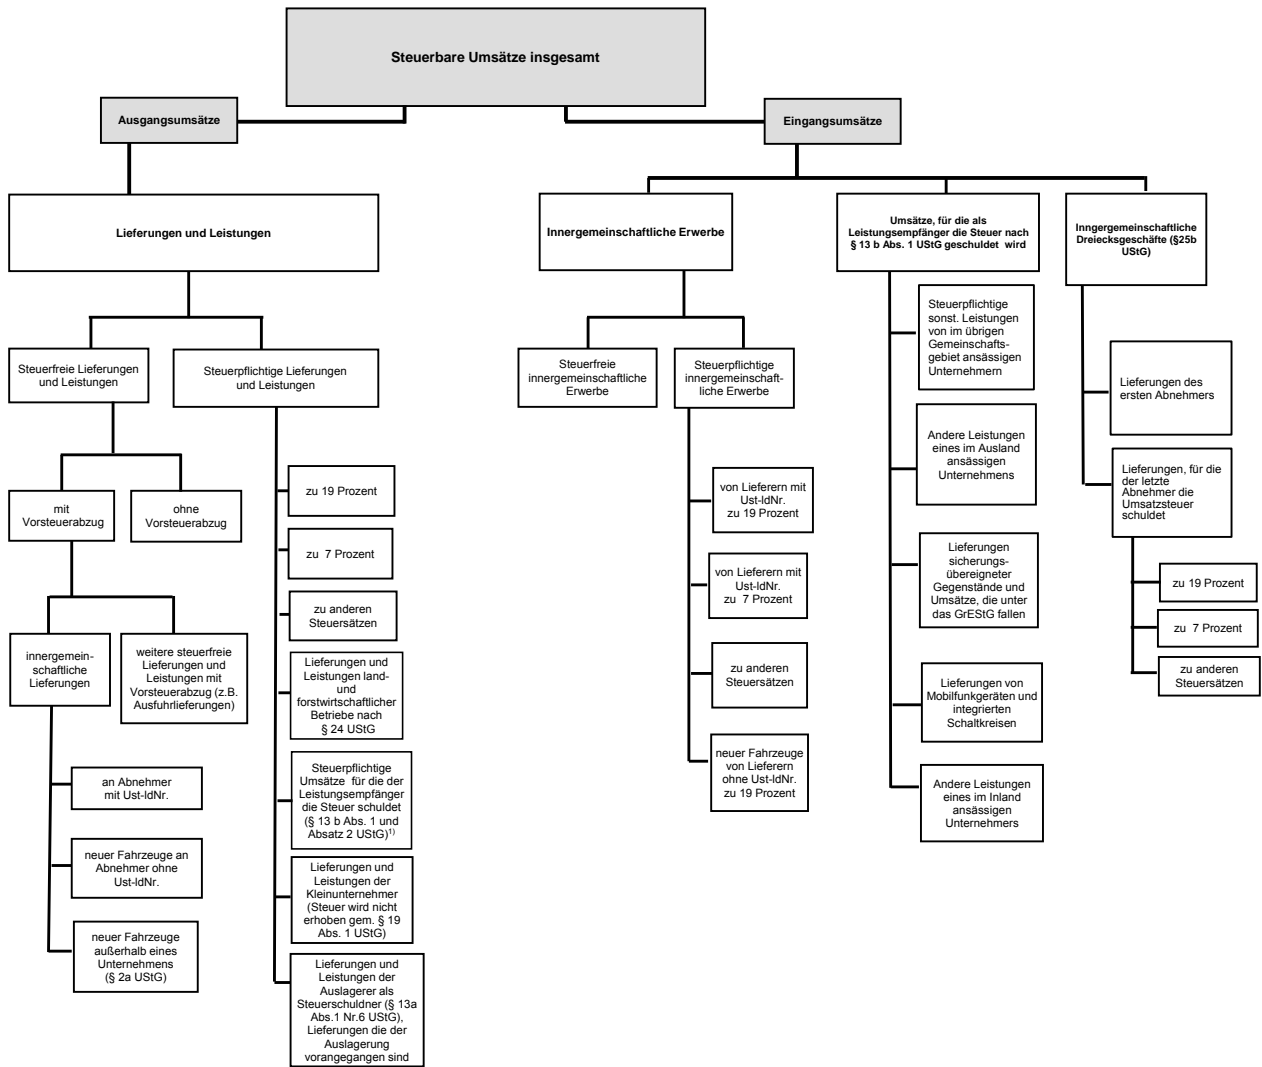 Steuerbare Umsätze insgesamt
Ausgangsumsätze
Eingangsumsätze
Lieferungen und Leistungen
Innergemeinschaftliche Erwerbe
Umsätze, für die als
Leistungsempfänger die Steuer nach
§ 13 b Abs. 1 UStG geschuldet wird
Inngergemeinschaftliche
Dreiecksgeschäfte (§25b
UStG)
Steuerfreie Lieferungen
und Leistungen
Steuerpflichtige Lieferungen
und Leistungen
mit
Vorsteuerabzug
ohne
Vorsteuerabzug
innergemein-
schaftliche
Lieferungen
weitere steuerfreie
Lieferungen und
Leistungen mit
Vorsteuerabzug (z.B.
Ausfuhrlieferungen)
an Abnehmer
mit Ust-IdNr.
neuer Fahrzeuge an
Abnehmer ohne
Ust-IdNr.
neuer Fahrzeuge
außerhalb eines
Unternehmens
(§ 2a UStG)
zu 19 Prozent
zu 7 Prozent
zu anderen
Steuersätzen
Lieferungen und
Leistungen land-
und
forstwirtschaftlicher
Betriebe nach
§ 24 UStG
Steuerpflichtige
Umsätze für die der
Leistungsempfänger
die Steuer schuldet
(§ 13 b Abs. 1 und
Absatz 2 UStG)1)
Lieferungen und
Leistungen der
Kleinunternehmer
(Steuer wird nicht
erhoben gem. § 19
Abs. 1 UStG)
Lieferungen und
Leistungen der
Auslagerer als
Steuerschuldner (§ 13a
Abs.1 Nr.6 UStG),
Lieferungen die der
Auslagerung
vorangegangen sind
Steuerfreie
innergemeinschaftliche
Erwerbe
Steuerpflichtige
innergemeinschaft-
liche Erwerbe
von Lieferern mit
Ust-IdNr.
zu 19 Prozent
von Lieferern mit
Ust-IdNr.
zu 7 Prozent
zu anderen
Steuersätzen
neuer Fahrzeuge
von Lieferern
ohne Ust-IdNr.
zu 19 Prozent
Steuerpflichtige
sonst. Leistungen
von im übrigen
Gemeinschafts-
gebiet ansässigen
Unternehmern
Andere Leistungen
eines im Ausland
ansässigen
Unternehmens
Lieferungen
sicherungs-
übereigneter
Gegenstände und
Umsätze, die unter
das GrEStG fallen
Lieferungen von
Mobilfunkgeräten und
integrierten
Schaltkreisen
Andere Leistungen
eines im Inland
ansässigen
Unternehmers
Lieferungen des
ersten Abnehmers
Lieferungen, für die
der letzte
Abnehmer die
Umsatzsteuer
schuldet
zu 19 Prozent
zu 7 Prozent
zu anderen
Steuersätzen